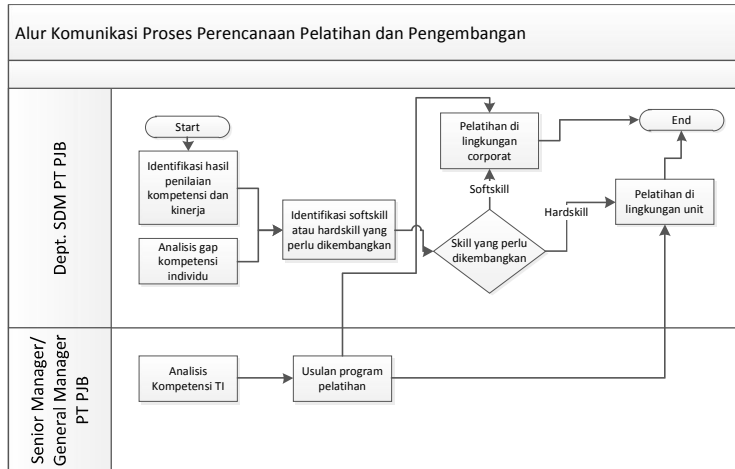 Alur Komunikasi Proses Perencanaan Pelatihan dan Pengembangan
Dept. SDM PT PJB
Start
Identifikasi hasil
penilaian
kompetensi dan
kinerja
Analisis gap
kompetensi
individu
Identifikasi softskill
atau hardskill yang
perlu dikembangkan
Skill yang perlu
dikembangkan
Softskill
Hardskill
Pelatihan di
lingkungan
corporat
Pelatihan di
lingkungan unit
End
Senior Manager/
General Manager
PT PJB
Analisis
Kompetensi TI
Usulan program
pelatihan